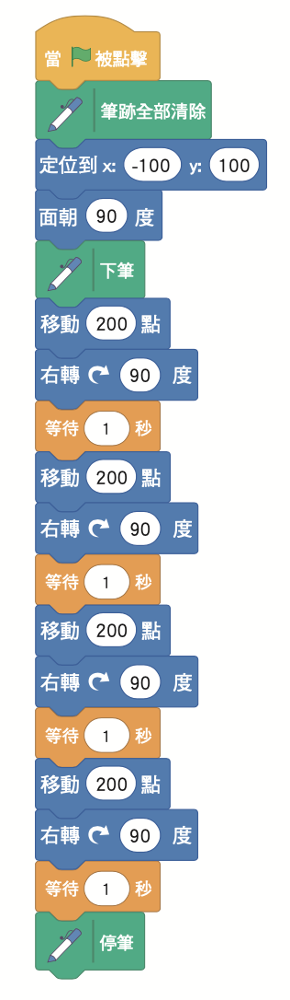 當 被點擊
筆跡全部清除
定位到 x: -100 y: 100
面朝 90 度
下筆
移動 200 點
右轉 90 度
等待 1 秒
移動 200 點
右轉 90 度
等待 1 秒
移動 200 點
右轉 90 度
等待 1 秒
移動 200 點
右轉 90 度
等待 1 秒
停筆